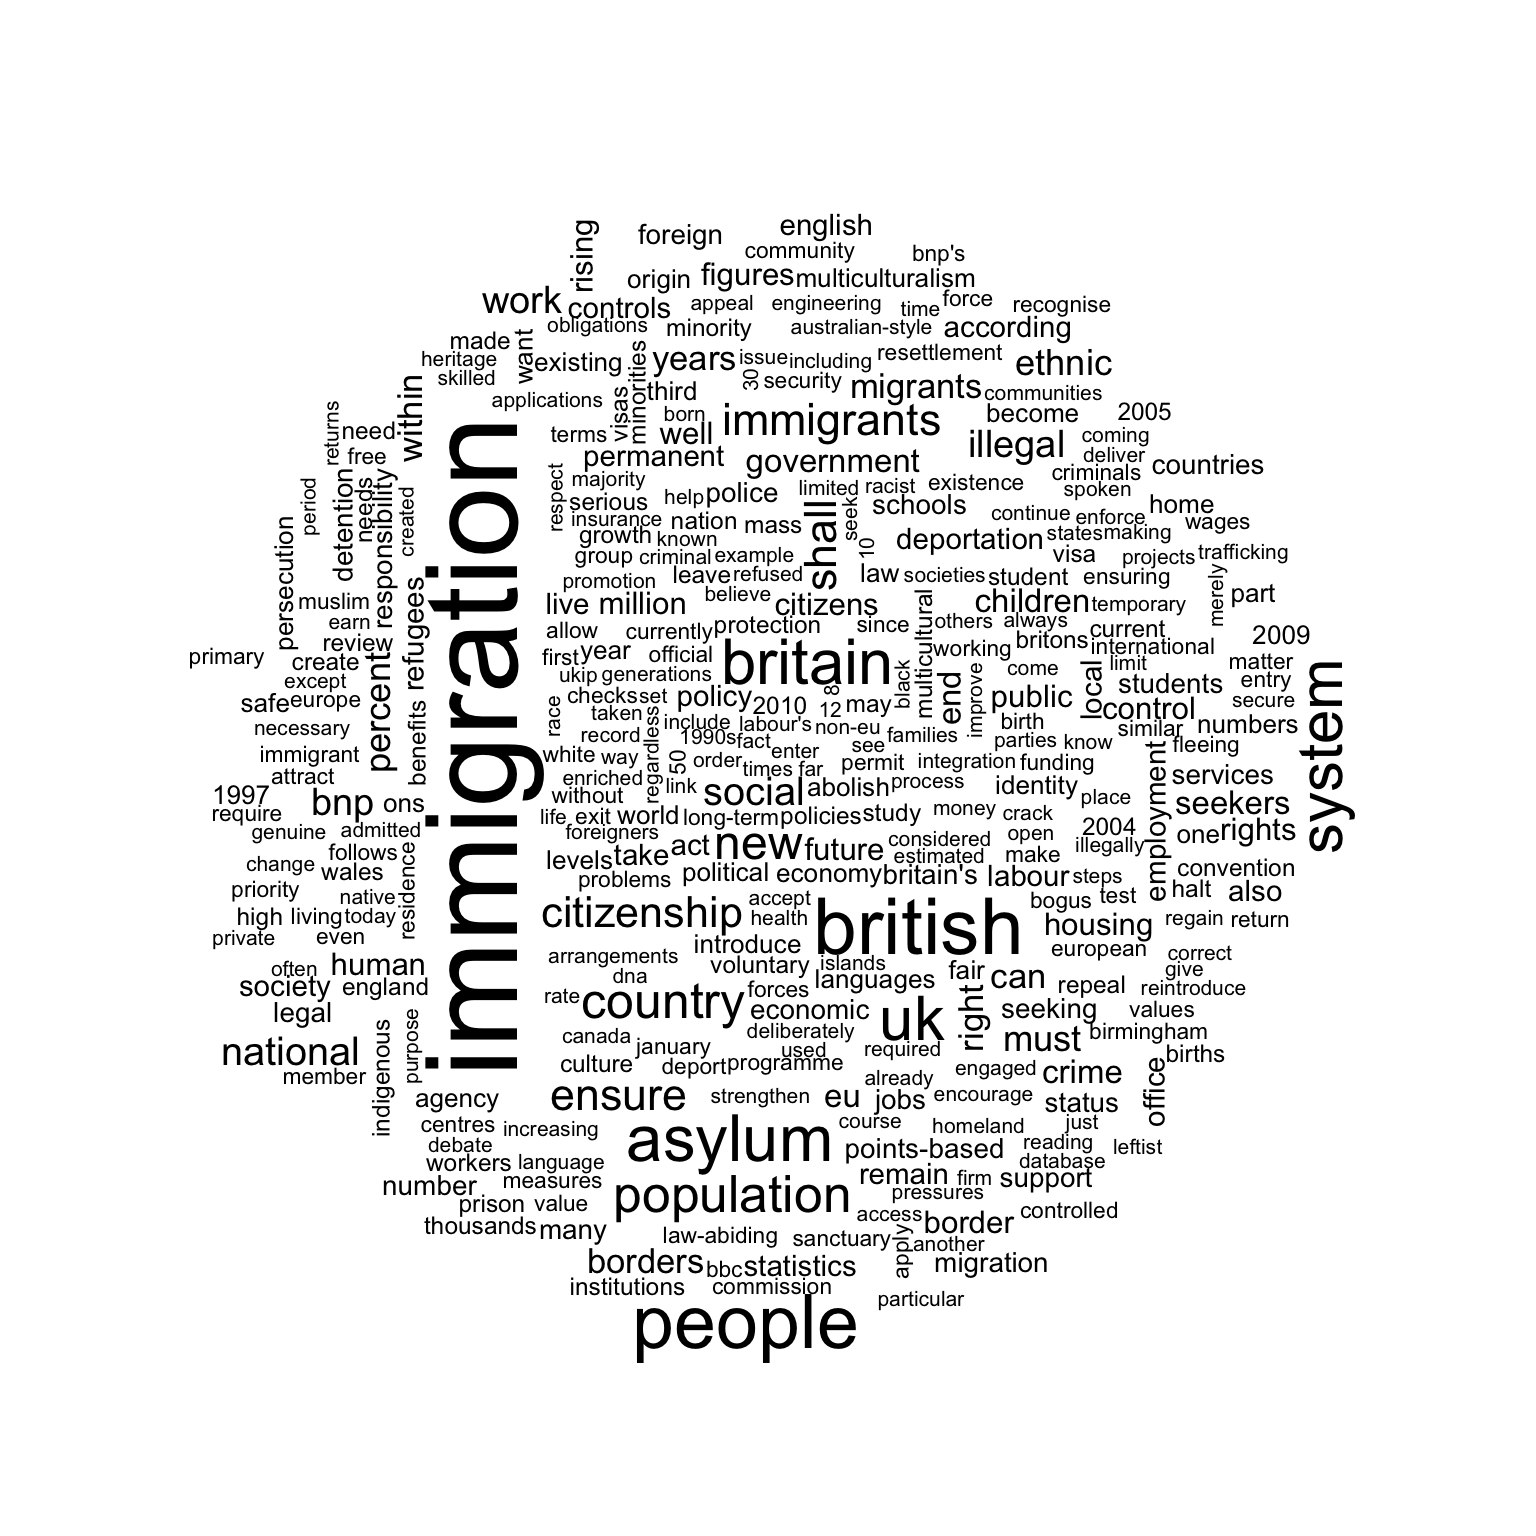 english
foreign
rising
community
bnp's
origin figures multiculturalism
work controls appeal engineering time force recognise
obligations minority australian-style according
made want existing minorities years issue including resettlement ethnic
heritage
skilled within third 30 security migrants communities
applications visas born immigrants become 2005
returns need terms well illegal coming
free permanent government deliver
criminals countries
period detention needs responsibility created respect majority help police limited racist existence spoken
serious shall seek schools home
persecution insurance nation mass continue enforce wages
growth known 10 deportation states making
group criminal example visa projects trafficking
promotion leave refused law societies student ensuring
muslim refugees immigration live million believe citizens multicultural children temporary merely part
earn allow currently protection since others always
review first year official britain working britons current 2009
primary create ukip generations black improve come international matter
except percent checks set policy 8 end public local limit students entry system
safe europe benefits race taken 2010 12 may birth control secure
necessary record regardless include labour's non-eu families parties similar numbers
immigrant white way 1990s fact enter see know fleeing
attract enriched 50 order times far permit integration funding employment services
1997 bnp ons without link social abolish process identity place seekers
require life exit world long-term policies study money crack
genuine admitted foreigners act new future considered open 2004 one rights
follows residence levels take estimated make illegally
change wales problems political economy britain's labour steps convention
priority native accept bogus test halt also
high living today citizenship health british housing regain return
private even introduce european
often human arrangements voluntary islands fair can correct
society england dna languages repeal give
legal rate country forces economic right seeking reintroduce
indigenous purpose deliberately uk values
national canada january used required must birmingham
member culture deport programme engaged crime births
agency ensure strengthen already office
eu jobs encourage status
centres increasing asylum course homeland just
debate points-based reading leftist
workers language remain firm database
number measures population pressures support
prison value access controlled
thousands many law-abiding sanctuary apply border
borders bbc statistics another migration
institutions commission
people particular